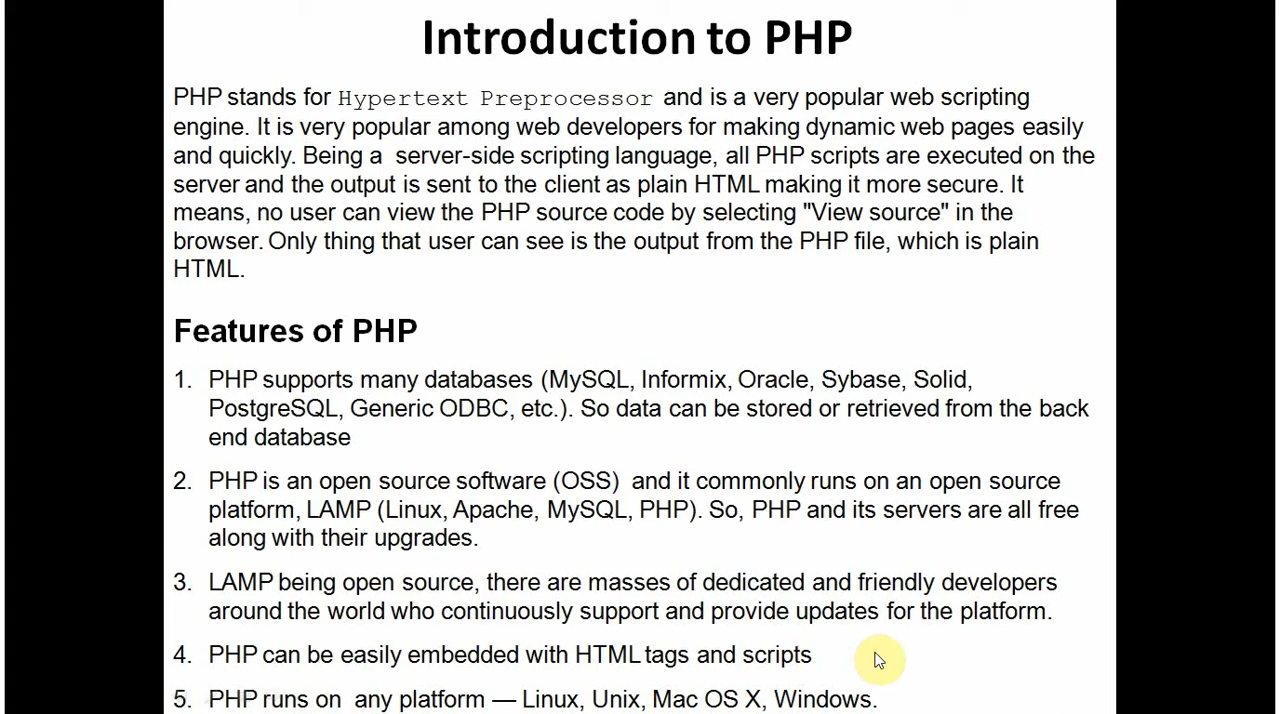 Introduction to PHP
PHP stands for Hypertext Preprocessor and is a very popular web scripting
engine. It is very popular among web developers for making dynamic web pages easily
and quickly. Being a server-side scripting language, all PHP scripts are executed on the
server and the output is sent to the client as plain HTML making it more secure. It
means, no user can view the PHP source code by selecting "View source" in the
browser. Only thing that user can see is the output from the PHP file, which is plain
HTML.
Features of PHP
1. PHP supports many databases (MySQL, Informix, Oracle, Sybase, Solid,
PostgreSQL, Generic ODBC, etc.). So data can be stored or retrieved from the back
end database
2. PHP is an open source software (OSS) and it commonly runs on an open source
platform, LAMP (Linux, Apache, MySQL, PHP). So, PHP and its servers are all free
along with their upgrades.
3. LAMP being open source, there are masses of dedicated and friendly developers
around the world who continuously support and provide updates for the platform.
4. PHP can be easily embedded with HTML tags and scripts
5. PHP runs on any platform — Linux, Unix, Mac OS X, Windows.